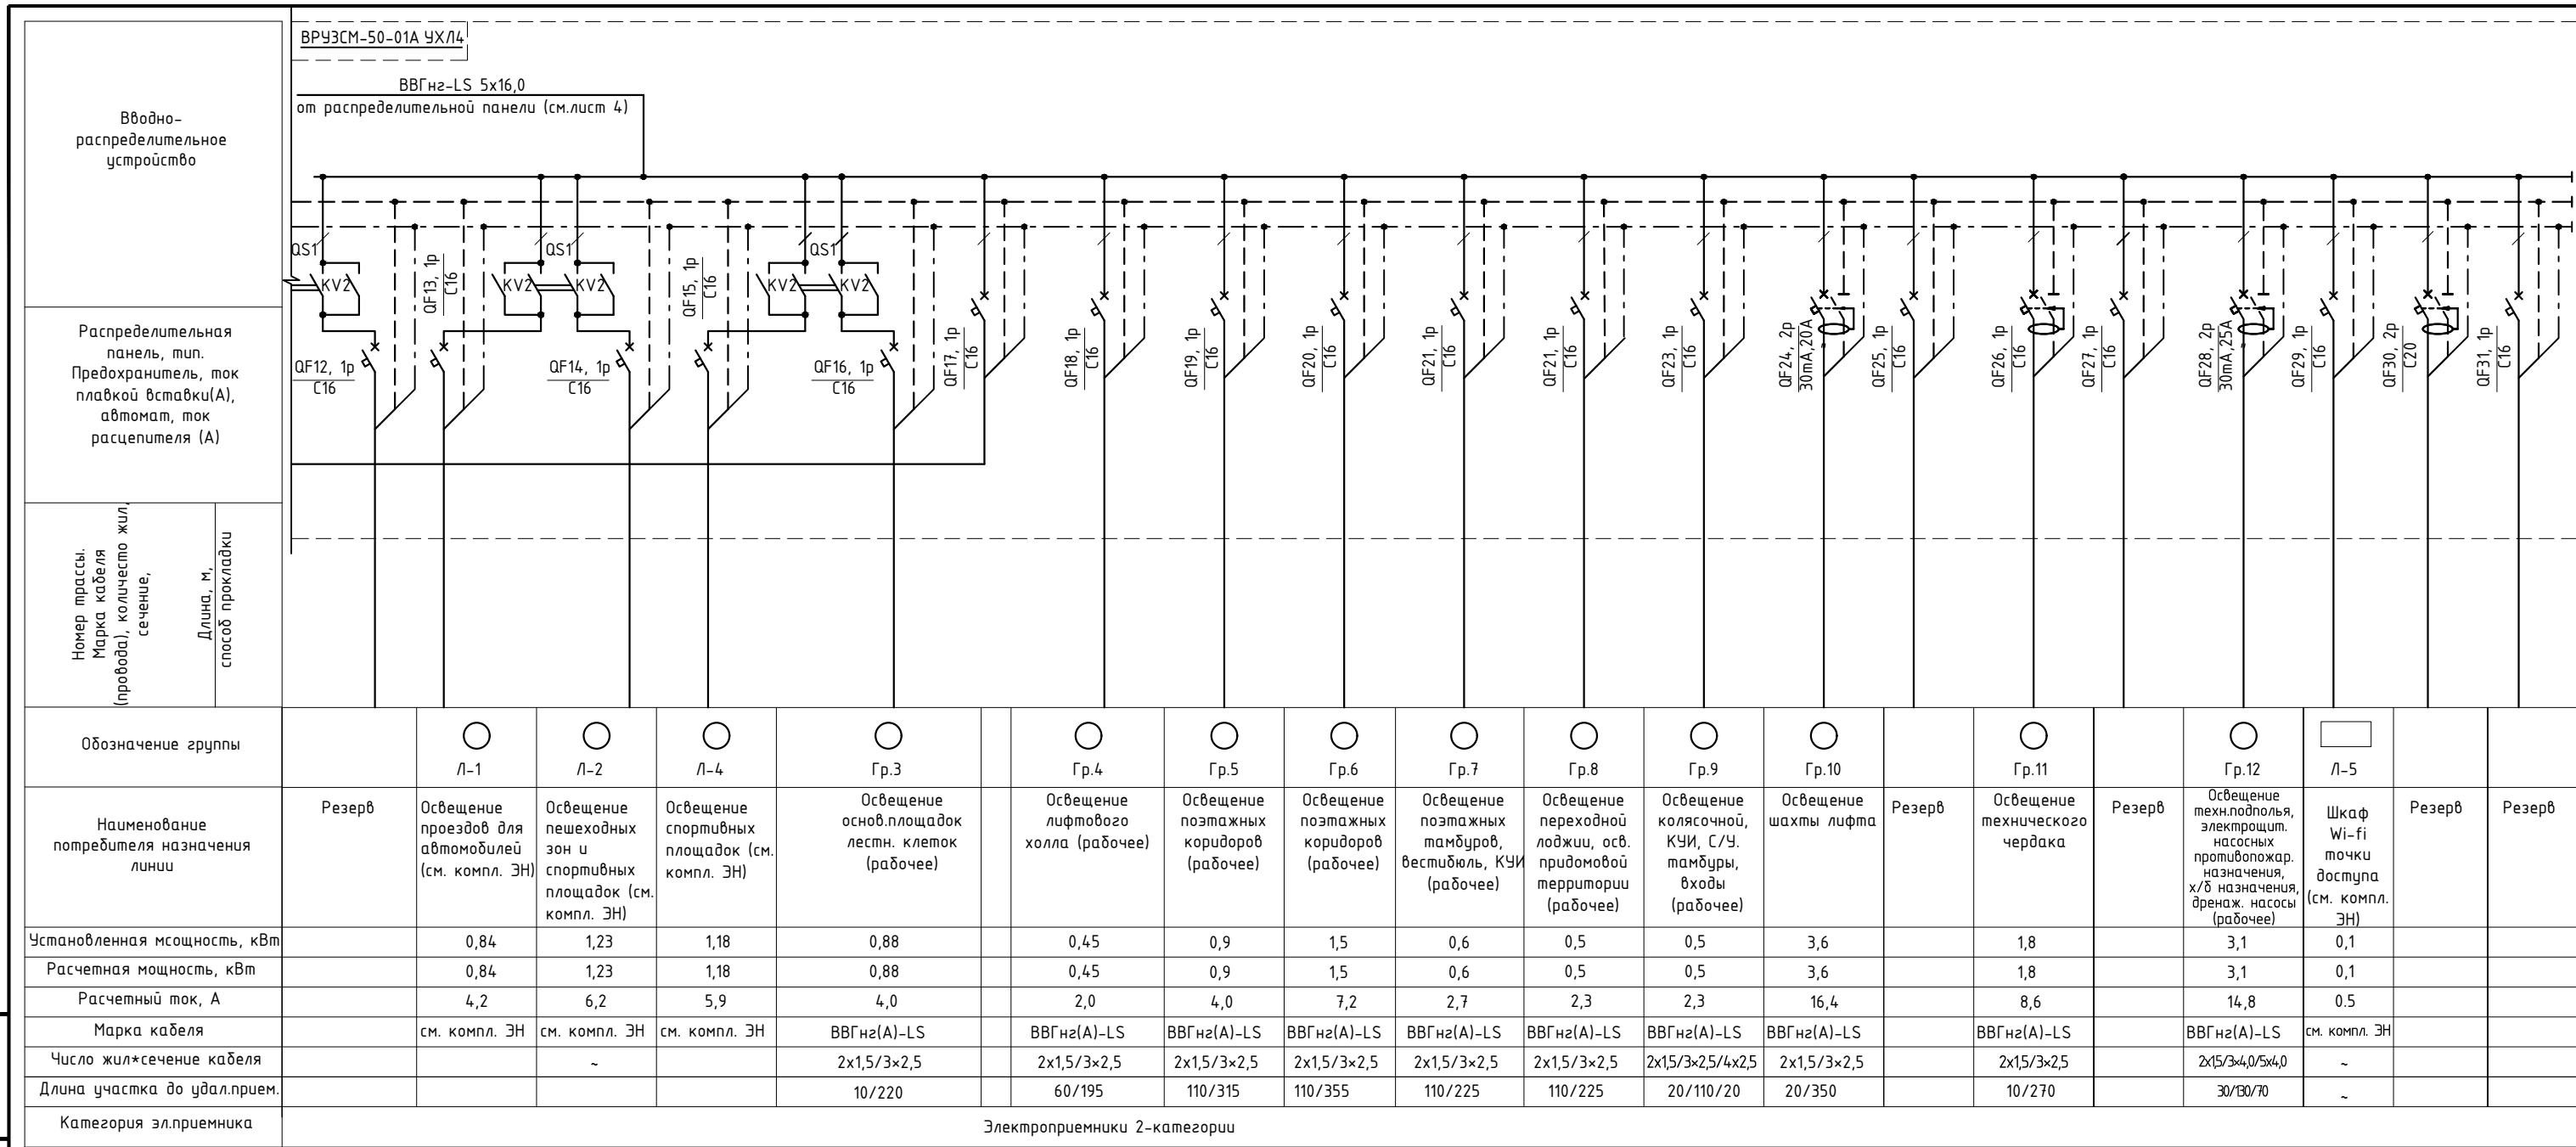 ВРУ3СМ-50-01А УХЛ4
ВВГнг-LS 5х16,0
от распределительной панели (см.лист 4)
Вводно-
распределительное
устройство
QS1
KV2
QF13, 1р
С16
KV2
QS1
KV2
QF15, 1р
С16
KV2
QS1
KV2
Распределительная
панель, тип.
Предохранитель, ток
плавкой вставки(А),
автомат, ток
расцепителя (А)
QF12, 1р
С16
QF14, 1р
С16
QF16, 1р
С16
QF17, 1р
С16
QF18, 1р
С16
QF19, 1р
С16
QF20, 1р
С16
QF21, 1р
С16
QF21, 1р
С16
QF23, 1р
С16
QF24, 2р
30mA,20A
QF25, 1р
С16
QF26, 1р
С16
QF27, 1р
С16
QF28, 2р
30mA,25A
QF29, 1р
С16
QF30, 2р
С20
QF31, 1р
С16
Номер трассы.
Марка кабеля
(провода), количесто жил,
сечение,
Длина, м,
способ прокладки
Обозначение группы
Л-1
Л-2
Л-4
Гр.3
Гр.4
Гр.5
Гр.6
Гр.7
Гр.8
Гр.9
Гр.10
Гр.11
Гр.12
Л-5
Наименование
потребителя назначения
линии
Резерв
Освещение
проездов для
автомобилей
(см. компл. ЭН)
Освещение
пешеходных
зон и
спортивных
площадок (см.
компл. ЭН)
Освещение
спортивных
площадок (см.
компл. ЭН)
Освещение
основ.площадок
лестн. клеток
(рабочее)
Освещение
лифтового
холла (рабочее)
Освещение
поэтажных
коридоров
(рабочее)
Освещение
поэтажных
коридоров
(рабочее)
Освещение
поэтажных
тамбуров,
вестибюль, КУИ
(рабочее)
Освещение
переходной
лоджии, осв.
придомовой
территории
(рабочее)
Освещение
колясочной,
КУИ, С/У.
тамбуры,
входы
(рабочее)
Освещение
шахты лифта
Резерв
Освещение
технического
чердака
Резерв
Освещение
техн.подполья,
электрощит.
насосных
противопожар.
назначения,
х/б назначения,
дренаж. насосы
(рабочее)
Шкаф
Wi-fi
точки
доступа
(см. компл.
ЭН)
Резерв
Резерв
Установленная мсощность, кВт
0,84
1,23
1,18
0,88
0,45
0,9
1,5
0,6
0,5
0,5
3,6
1,8
3,1
0,1
Расчетная мощность, кВт
0,84
1,23
1,18
0,88
0,45
0,9
1,5
0,6
0,5
0,5
3,6
1,8
3,1
0,1
Расчетный ток, А
4,2
6,2
5,9
4,0
2,0
4,0
7,2
2,7
2,3
2,3
16,4
8,6
14,8
0.5
Марка кабеля
см. компл. ЭН
см. компл. ЭН
см. компл. ЭН
ВВГнг(А)-LS
ВВГнг(А)-LS
ВВГнг(А)-LS
ВВГнг(А)-LS
ВВГнг(А)-LS
ВВГнг(А)-LS
ВВГнг(А)-LS
ВВГнг(А)-LS
ВВГнг(А)-LS
ВВГнг(А)-LS
см. компл. ЭН
Число жил*сечение кабеля
~
2х1,5/3×2,5
2х1,5/3×2,5
2х1,5/3×2,5
2х1,5/3×2,5
2х1,5/3×2,5
2х1,5/3×2,5
2х1,5/3×2,5/4х2,5
2х1,5/3×2,5
2х1,5/3×2,5
2х1,5/3×4,0/5х4,0
~
Длина участка до удал.прием.
10/220
60/195
110/315
110/355
110/225
110/225
20/110/20
20/350
10/270
30/130/70
~
Категория эл.приемника
Электроприемники 2-категории